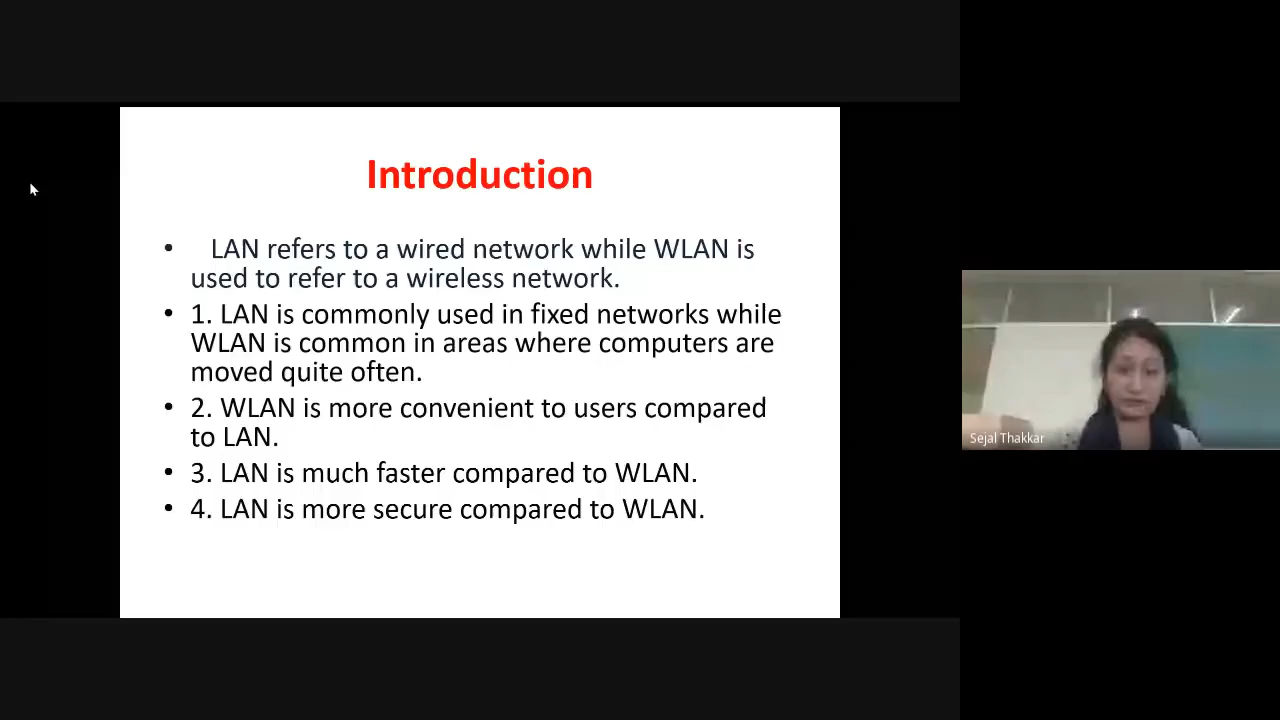 Introduction
• LAN refers to a wired network while WLAN is
used to refer to a wireless network.
• 1. LAN is commonly used in fixed networks while
WLAN is common in areas where computers are
moved quite often.
• 2. WLAN is more convenient to users compared
to LAN.
• 3. LAN is much faster compared to WLAN.
• 4. LAN is more secure compared to WLAN.
Sejal Thakkar